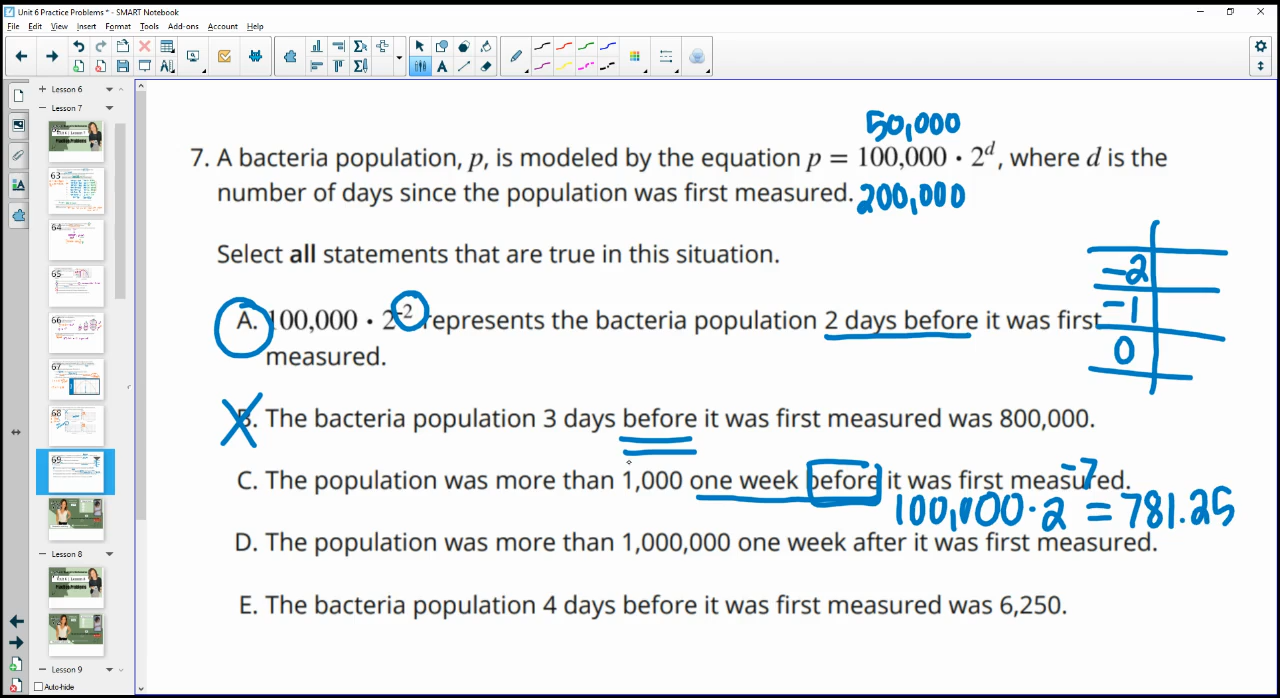 Unit 6 Practice Problems * - SMART Notebook
File Edit View Insert Format Tools Add-ons Account Help
Lesson 6
Lesson 7
63
64
65
66
67
68
69
Lesson 8
Lesson 9
Auto-hide
50,000
7. A bacteria population, p, is modeled by the equation p = 100,000 · 2^d, where d is the
number of days since the population was first measured.
200,000
Select all statements that are true in this situation.
-2
-1
0
A. 100,000 · 2^-2 represents the bacteria population 2 days before it was first
measured.
B. The bacteria population 3 days before it was first measured was 800,000.
C. The population was more than 1,000 one week before it was first measured.
100,000 · 2^-7 = 781.25
D. The population was more than 1,000,000 one week after it was first measured.
E. The bacteria population 4 days before it was first measured was 6,250.